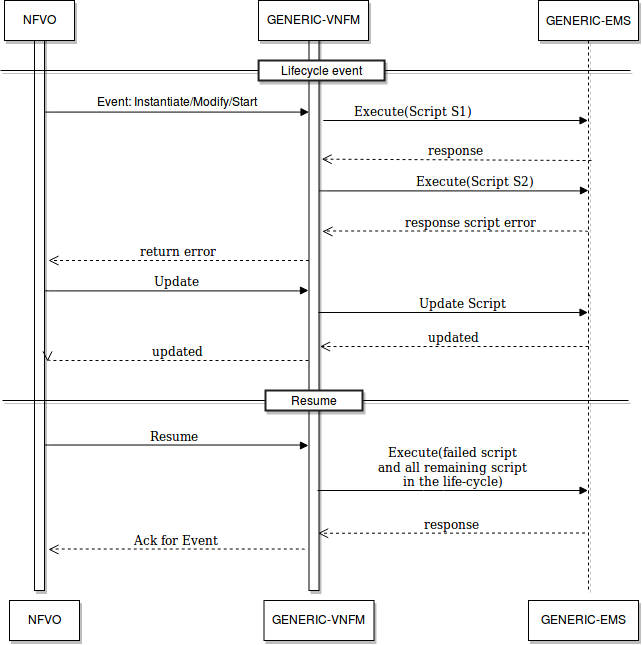 NFVO
GENERIC-VNFM
GENERIC-EMS
Lifecycle event
Event: Instantiate/Modify/Start
Execute(Script S1)
response
Execute(Script S2)
response script error
return error
Update
Update Script
updated
updated
Resume
Resume
Execute(failed script
and all remaining script
in the life-cycle)
response
Ack for Event
NFVO
GENERIC-VNFM
GENERIC-EMS